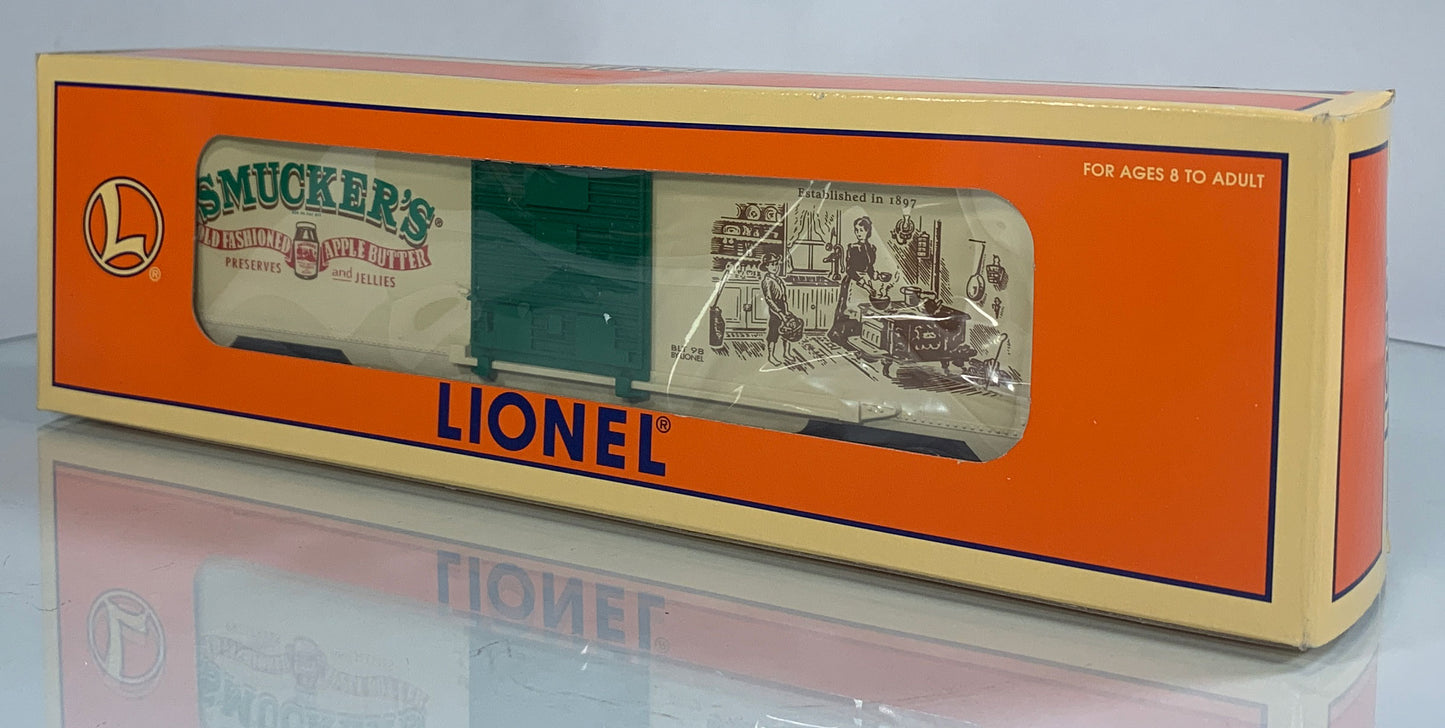 LIONEL
FOR AGES 8 TO ADULT
L®
SMUCKER'S®
OLD FASHIONED APPLE BUTTER
PRESERVES and JELLIES
Established in 1897
BLT 98
BY LIONEL
LIONEL®